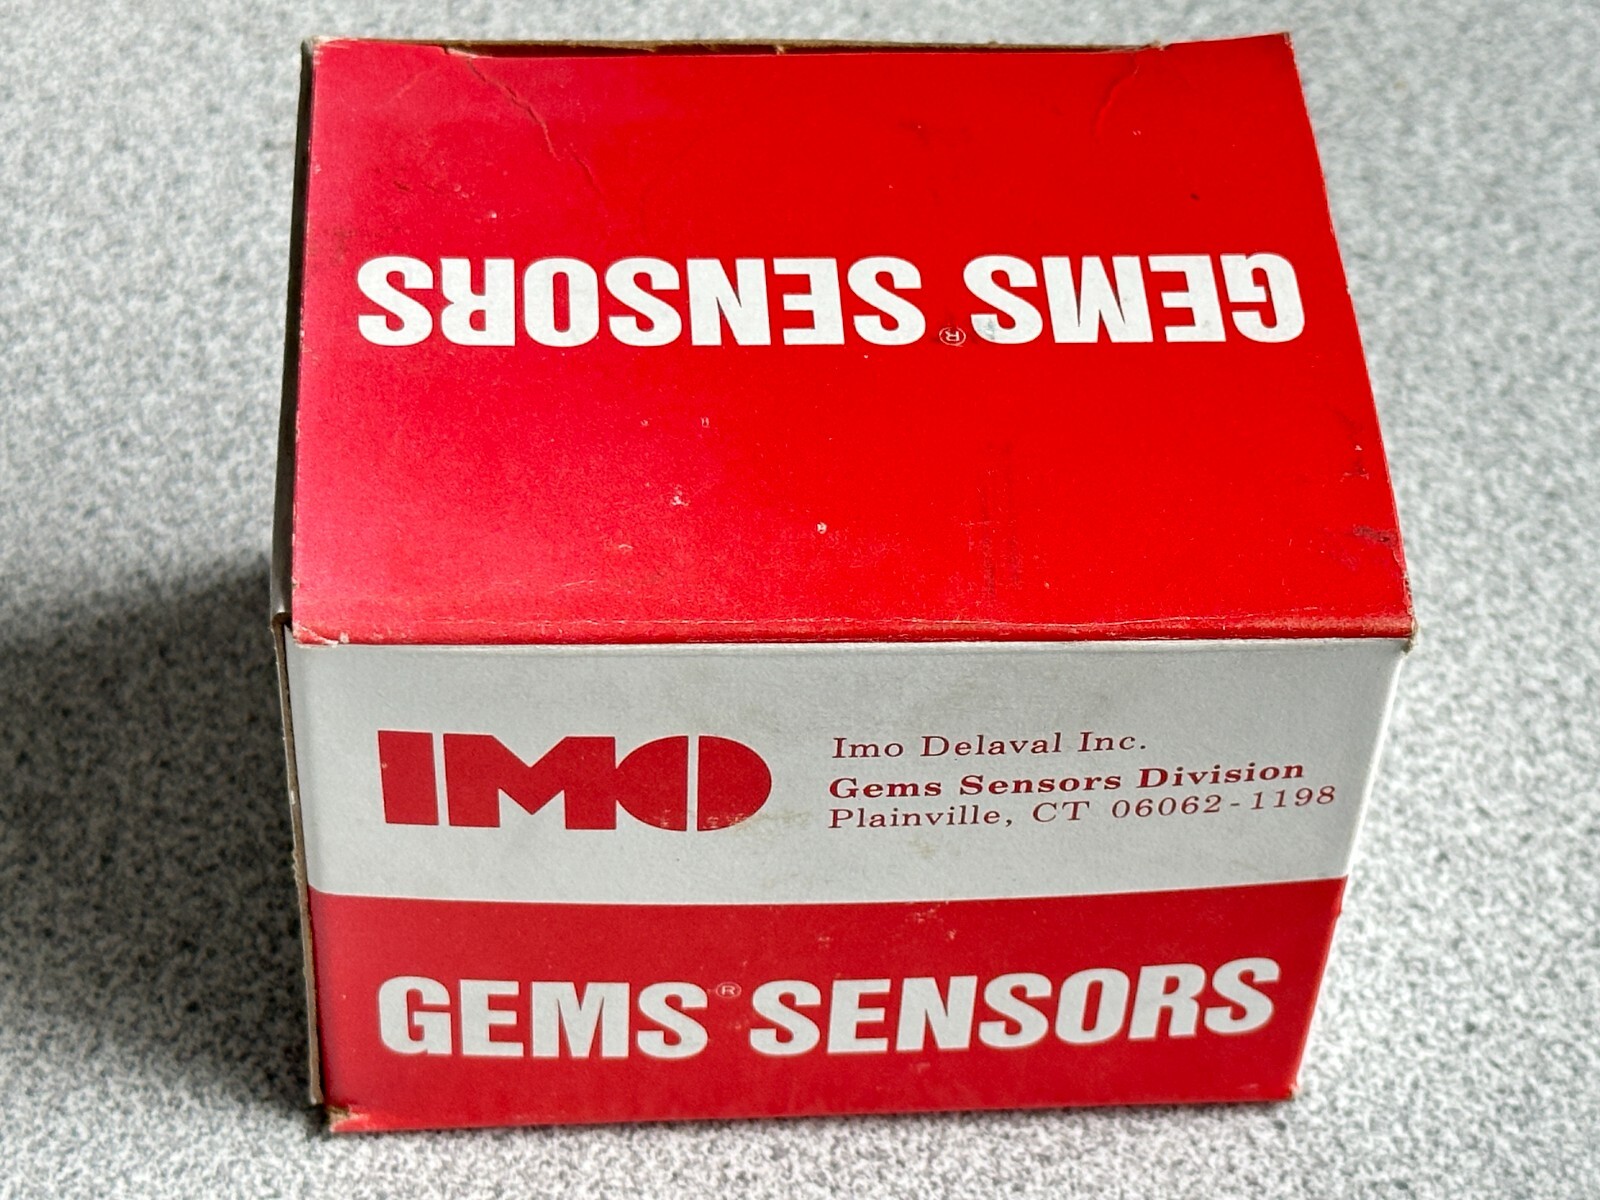 GEMS® SENSORS
IMO
Imo Delaval Inc.
Gems Sensors Division
Plainville, CT 06062-1198
GEMS® SENSORS